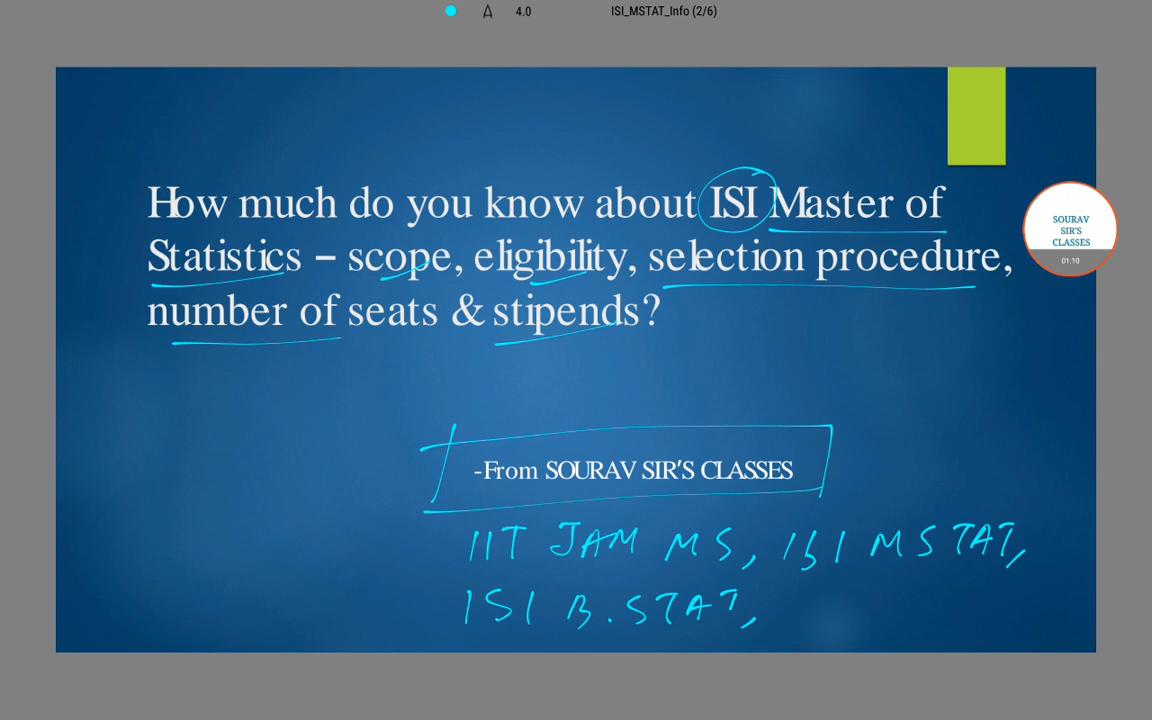 4.0 ISI_MSTAT_Info (2/6)
How much do you know about ISI Master of
Statistics – scope, eligibility, selection procedure,
number of seats & stipends?
SOURAV
SIR'S
CLASSES
01:10
-From SOURAV SIR'S CLASSES
IIT JAM MS, ISI MSTAT,
ISI B.STAT,